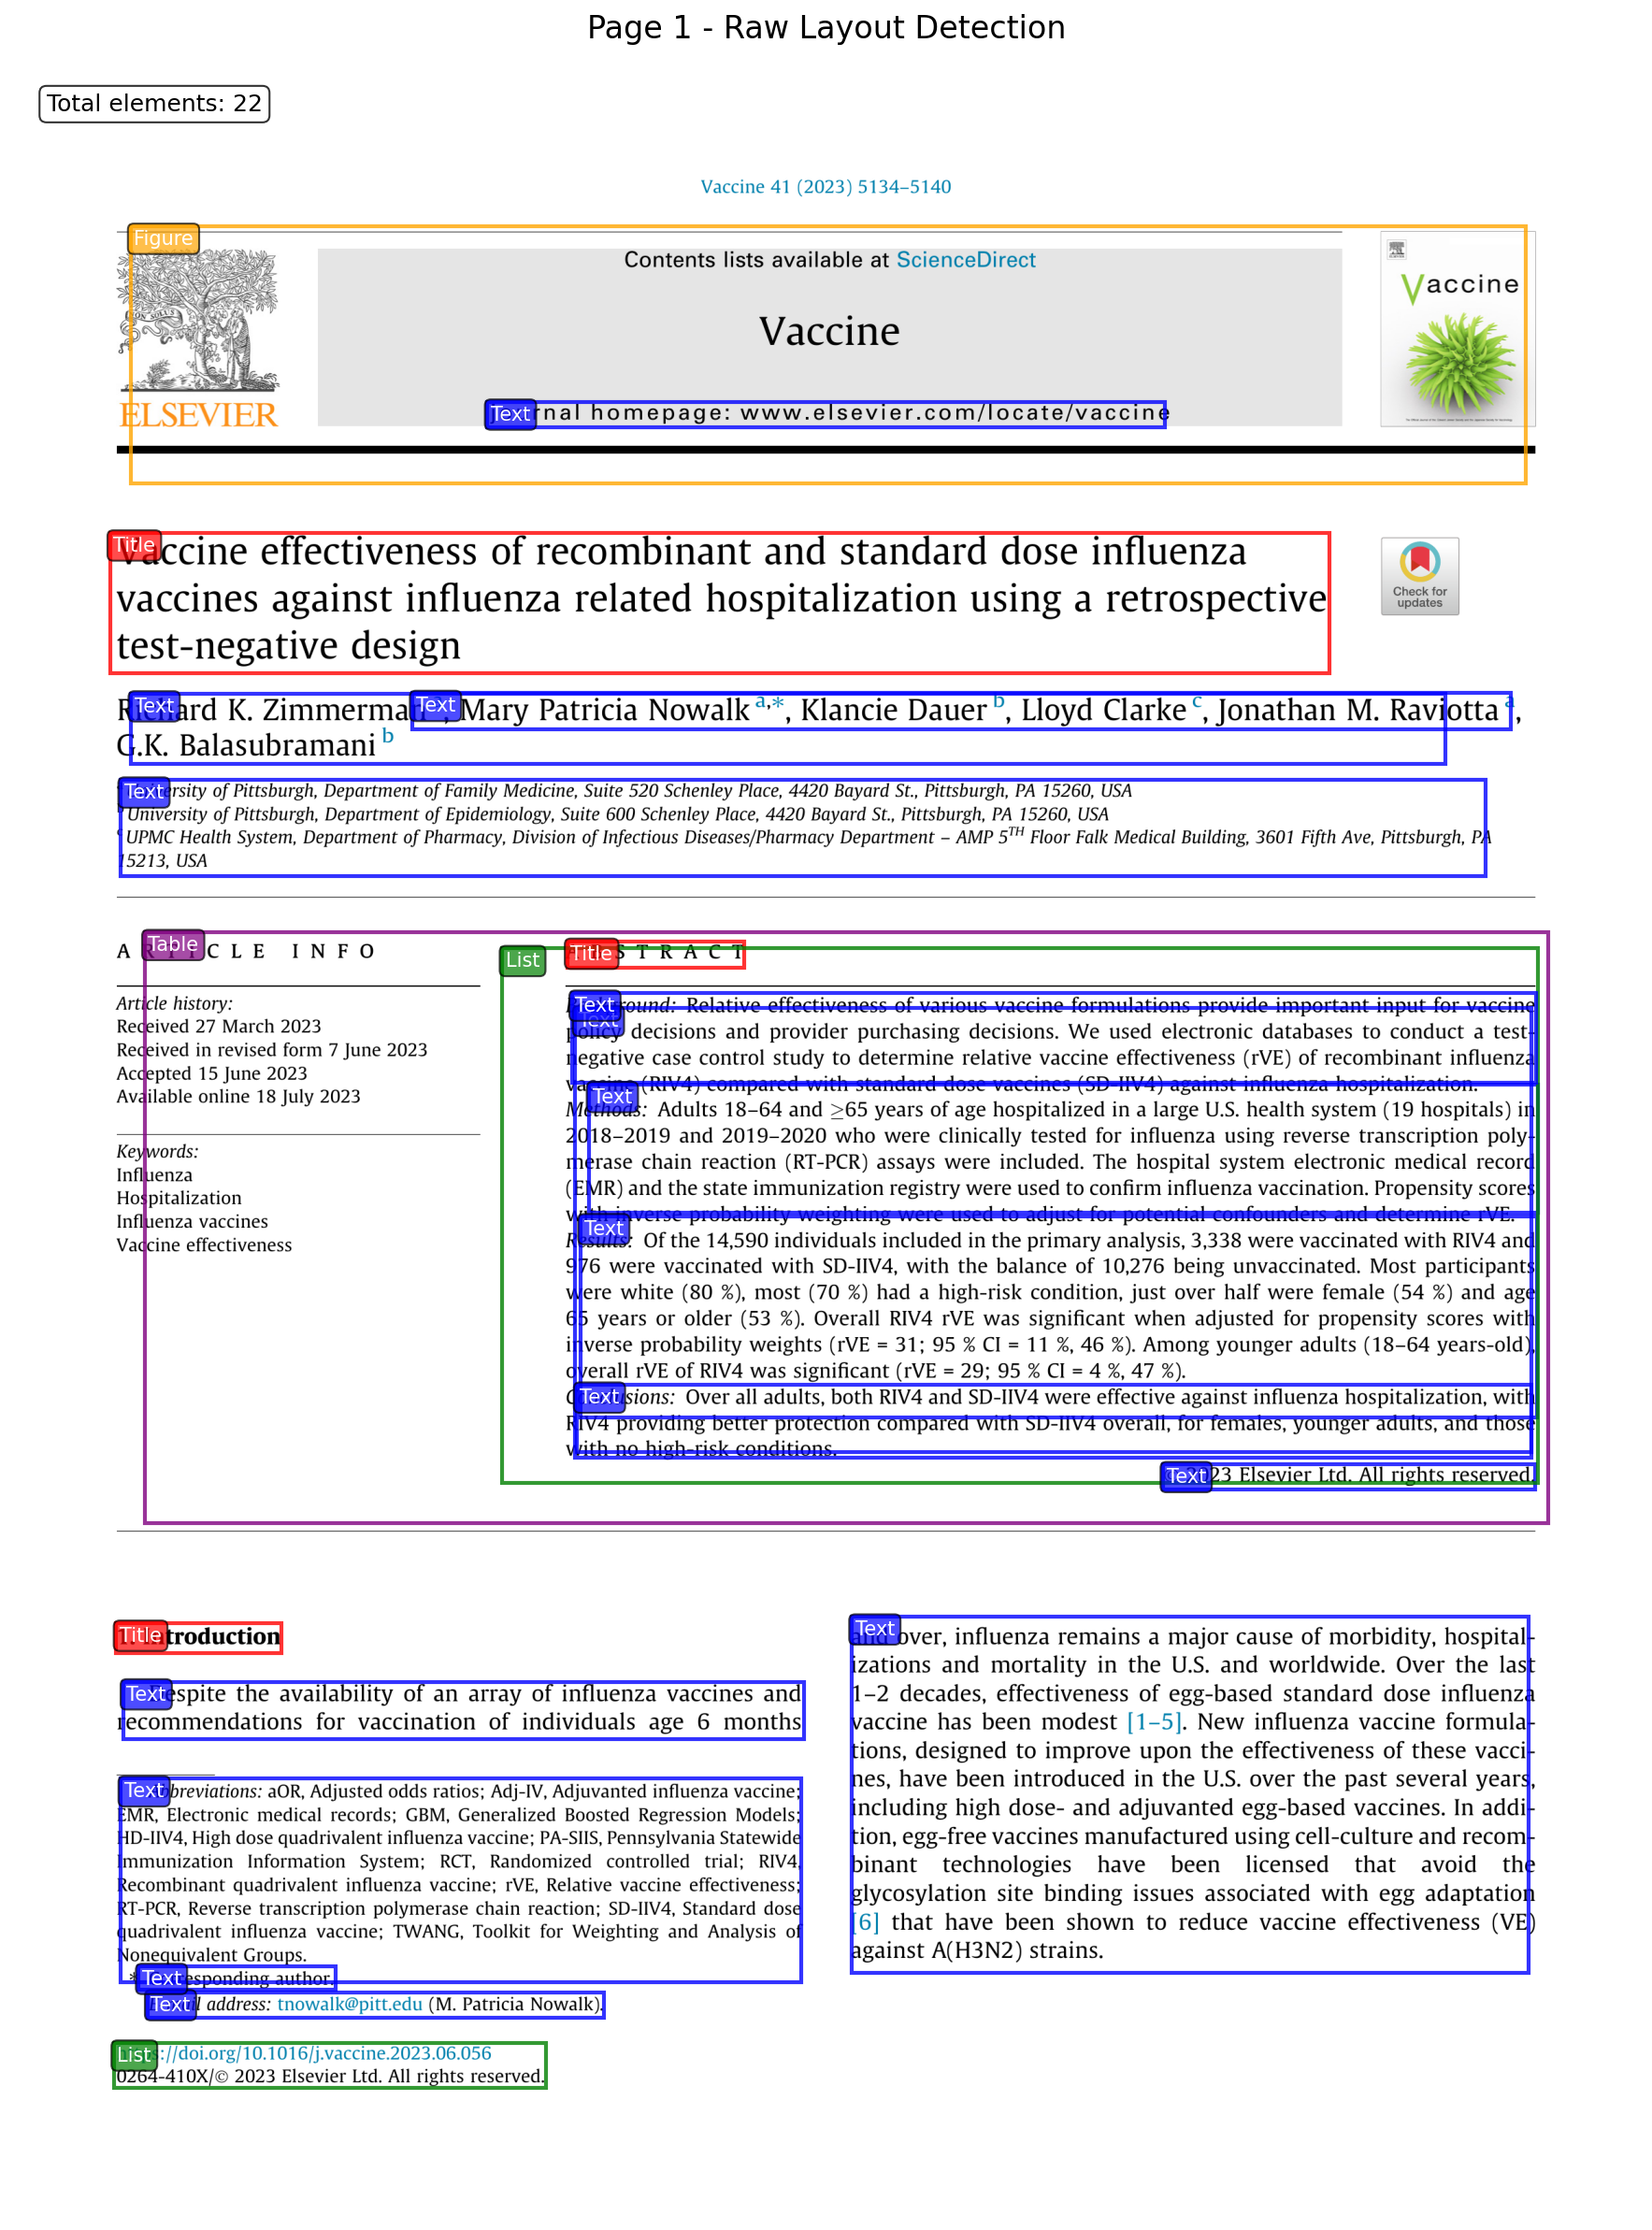 Page 1 - Raw Layout Detection
Total elements: 22
Vaccine 41 (2023) 5134–5140
Figure
Contents lists available at ScienceDirect
Vaccine
Vaccine
ELSEVIER
Text homepage: www.elsevier.com/locate/vaccine
Title
Vaccine effectiveness of recombinant and standard dose influenza
vaccines against influenza related hospitalization using a retrospective
test-negative design
Check for
updates
Text
Text
Richard K. Zimmerman, Mary Patricia Nowalk a,*, Klancie Dauer b, Lloyd Clarke c, Jonathan M. Raviotta a,
G.K. Balasubramani b
Text
University of Pittsburgh, Department of Family Medicine, Suite 520 Schenley Place, 4420 Bayard St., Pittsburgh, PA 15260, USA
b University of Pittsburgh, Department of Epidemiology, Suite 600 Schenley Place, 4420 Bayard St., Pittsburgh, PA 15260, USA
c UPMC Health System, Department of Pharmacy, Division of Infectious Diseases/Pharmacy Department – AMP 5TH Floor Falk Medical Building, 3601 Fifth Ave, Pittsburgh, PA
15213, USA
Table
ARTICLE INFO
Article history:
Received 27 March 2023
Received in revised form 7 June 2023
Accepted 15 June 2023
Available online 18 July 2023
Keywords:
Influenza
Hospitalization
Influenza vaccines
Vaccine effectiveness
List
Title
ABSTRACT
Text
Text
Background: Relative effectiveness of various vaccine formulations provide important input for vaccine
policy decisions and provider purchasing decisions. We used electronic databases to conduct a test-
negative case control study to determine relative vaccine effectiveness (rVE) of recombinant influenza
vaccine (RIV4) compared with standard dose vaccines (SD-IIV4) against influenza hospitalization.
Text
Methods: Adults 18–64 and ≥65 years of age hospitalized in a large U.S. health system (19 hospitals) in
2018–2019 and 2019–2020 who were clinically tested for influenza using reverse transcription poly-
merase chain reaction (RT-PCR) assays were included. The hospital system electronic medical record
(EMR) and the state immunization registry were used to confirm influenza vaccination. Propensity scores
with inverse probability weighting were used to adjust for potential confounders and determine rVE.
Text
Results: Of the 14,590 individuals included in the primary analysis, 3,338 were vaccinated with RIV4 and
976 were vaccinated with SD-IIV4, with the balance of 10,276 being unvaccinated. Most participants
were white (80 %), most (70 %) had a high-risk condition, just over half were female (54 %) and age
65 years or older (53 %). Overall RIV4 rVE was significant when adjusted for propensity scores with
inverse probability weights (rVE = 31; 95 % CI = 11 %, 46 %). Among younger adults (18–64 years-old),
overall rVE of RIV4 was significant (rVE = 29; 95 % CI = 4 %, 47 %).
Text
Conclusions: Over all adults, both RIV4 and SD-IIV4 were effective against influenza hospitalization, with
RIV4 providing better protection compared with SD-IIV4 overall, for females, younger adults, and those
with no high-risk conditions.
Text
© 2023 Elsevier Ltd. All rights reserved.
Title
1. Introduction
Text
Despite the availability of an array of influenza vaccines and
recommendations for vaccination of individuals age 6 months
Text
Abbreviations: aOR, Adjusted odds ratios; Adj-IV, Adjuvanted influenza vaccine;
EMR, Electronic medical records; GBM, Generalized Boosted Regression Models;
HD-IIV4, High dose quadrivalent influenza vaccine; PA-SIIS, Pennsylvania Statewide
Immunization Information System; RCT, Randomized controlled trial; RIV4,
Recombinant quadrivalent influenza vaccine; rVE, Relative vaccine effectiveness;
RT-PCR, Reverse transcription polymerase chain reaction; SD-IIV4, Standard dose
quadrivalent influenza vaccine; TWANG, Toolkit for Weighting and Analysis of
Nonequivalent Groups.
Text
* Corresponding author.
Text
address: tnowalk@pitt.edu (M. Patricia Nowalk).
List
https://doi.org/10.1016/j.vaccine.2023.06.056
0264-410X/© 2023 Elsevier Ltd. All rights reserved.
Text
and over, influenza remains a major cause of morbidity, hospital-
izations and mortality in the U.S. and worldwide. Over the last
1–2 decades, effectiveness of egg-based standard dose influenza
vaccine has been modest [1–5]. New influenza vaccine formula-
tions, designed to improve upon the effectiveness of these vacci-
nes, have been introduced in the U.S. over the past several years,
including high dose- and adjuvanted egg-based vaccines. In addi-
tion, egg-free vaccines manufactured using cell-culture and recom-
binant technologies have been licensed that avoid the
glycosylation site binding issues associated with egg adaptation
[6] that have been shown to reduce vaccine effectiveness (VE)
against A(H3N2) strains.